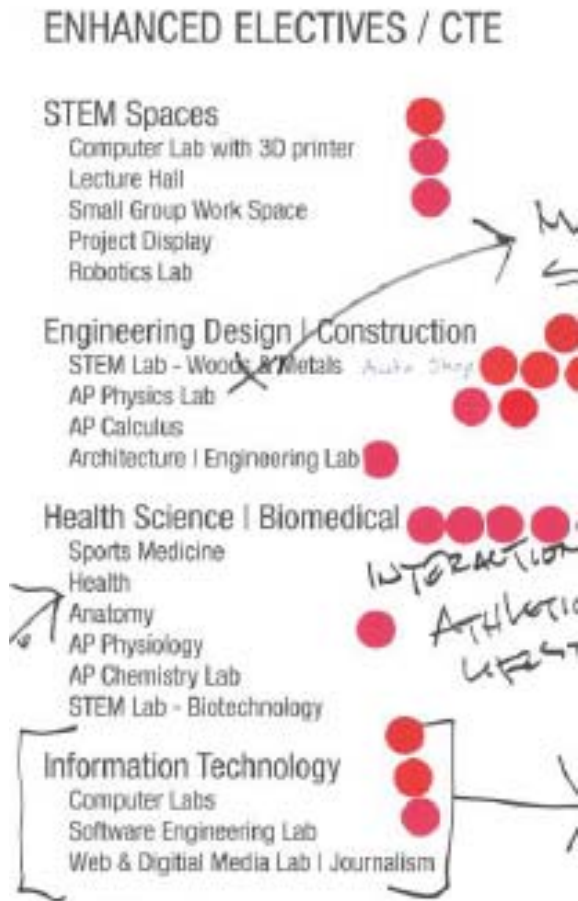 ENHANCED ELECTIVES / CTE
STEM Spaces
Computer Lab with 3D printer
Lecture Hall
Small Group Work Space
Project Display
Robotics Lab
Engineering Design | Construction
STEM Lab - Woods & Metals Auto Shop
AP Physics Lab
AP Calculus
Architecture | Engineering Lab
Health Science | Biomedical
Sports Medicine
INTERACTION
Health
Anatomy
AP Physiology
AP Chemistry Lab
STEM Lab - Biotechnology
Information Technology
Computer Labs
Software Engineering Lab
Web & Digitial Media Lab | Journalism